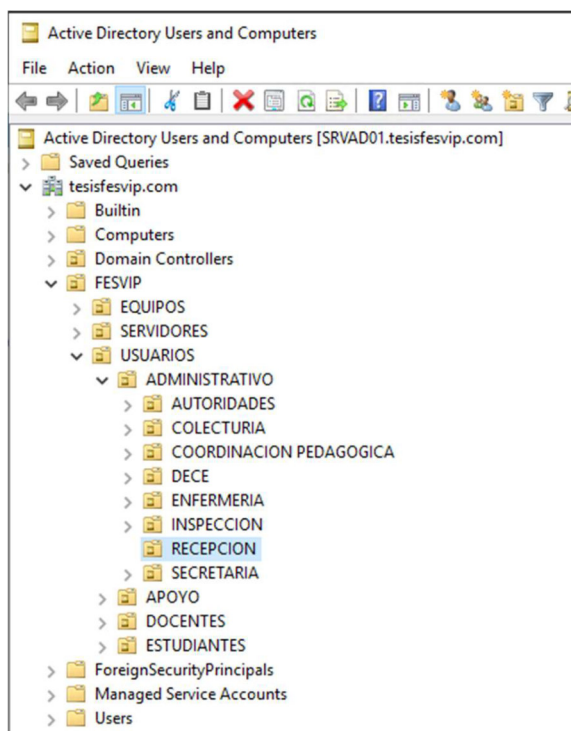 Active Directory Users and Computers
File Action View Help
Active Directory Users and Computers [SRVAD01.tesisfesvip.com]
Saved Queries
tesisfesvip.com
Builtin
Computers
Domain Controllers
FESVIP
EQUIPOS
SERVIDORES
USUARIOS
ADMINISTRATIVO
AUTORIDADES
COLECTURIA
COORDINACION PEDAGOGICA
DECE
ENFERMERIA
INSPECCION
RECEPCION
SECRETARIA
APOYO
DOCENTES
ESTUDIANTES
ForeignSecurityPrincipals
Managed Service Accounts
Users